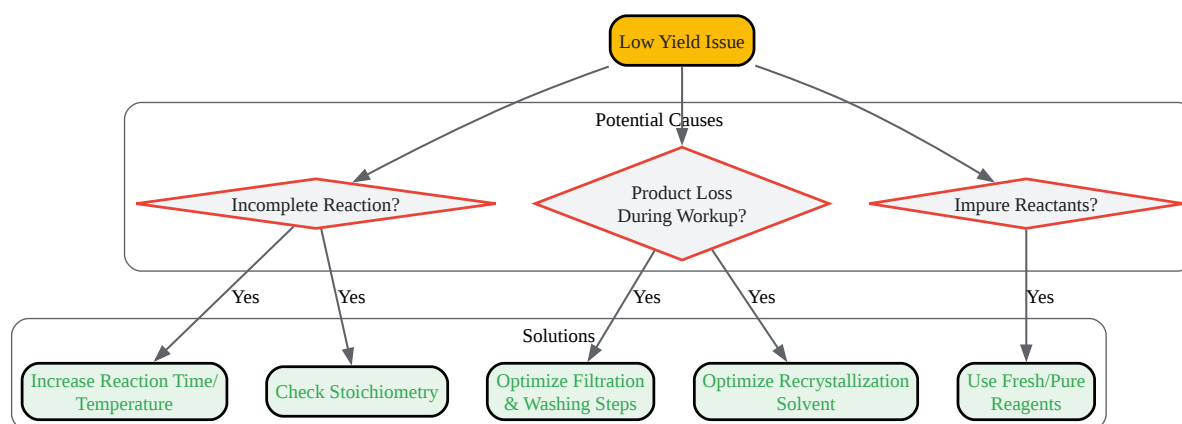 Low Yield Issue
Potential Causes
Incomplete Reaction?
Product Loss
During Workup?
Impure Reactants?
Yes
Yes
Yes
Yes
Yes
Solutions
Increase Reaction Time/
Temperature
Check Stoichiometry
Optimize Filtration
& Washing Steps
Optimize Recrystallization
Solvent
Use Fresh/Pure
Reagents